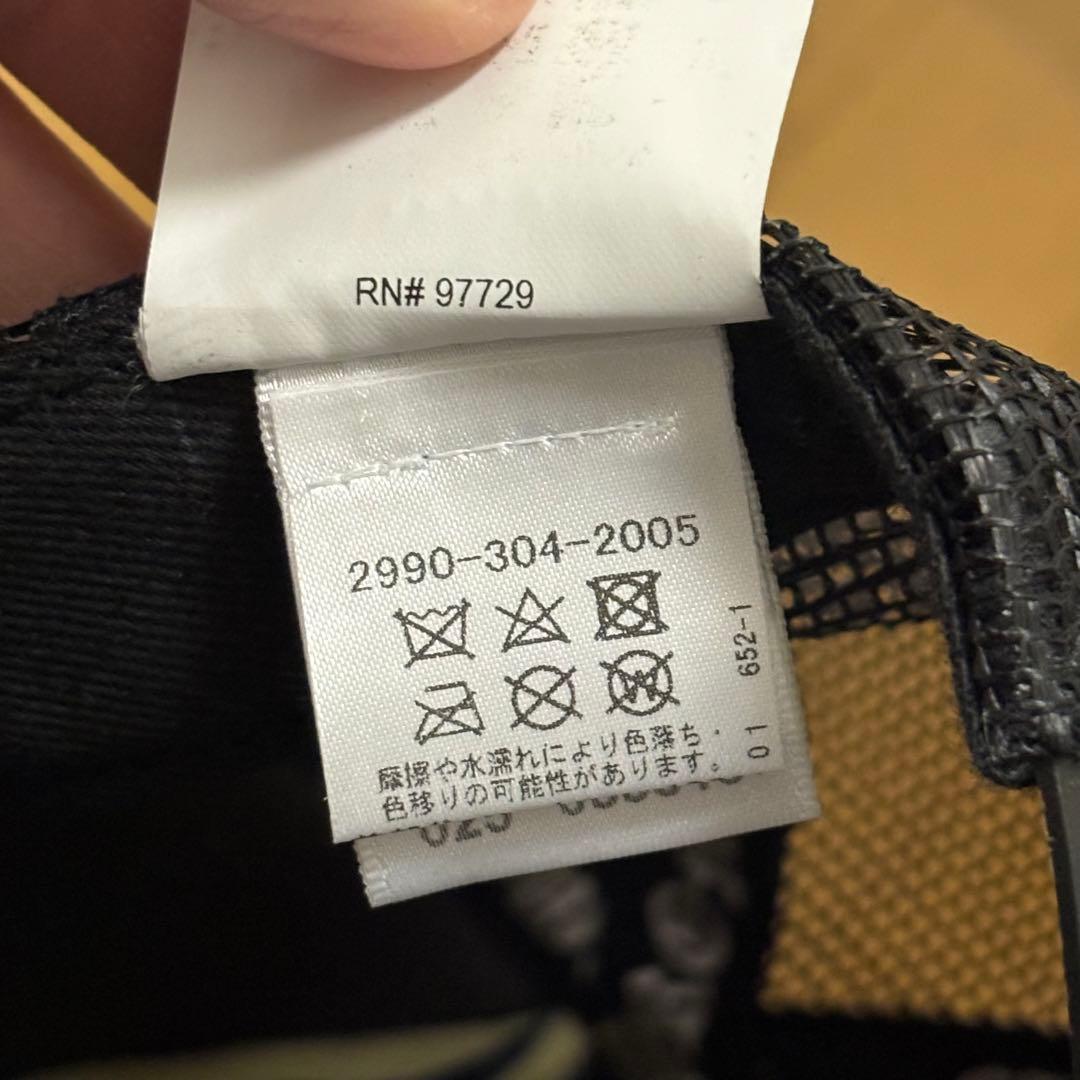 RN# 97729
2990-304-2005
652-1
01
摩擦や水濡れにより色落ち・
色移りの可能性があります。